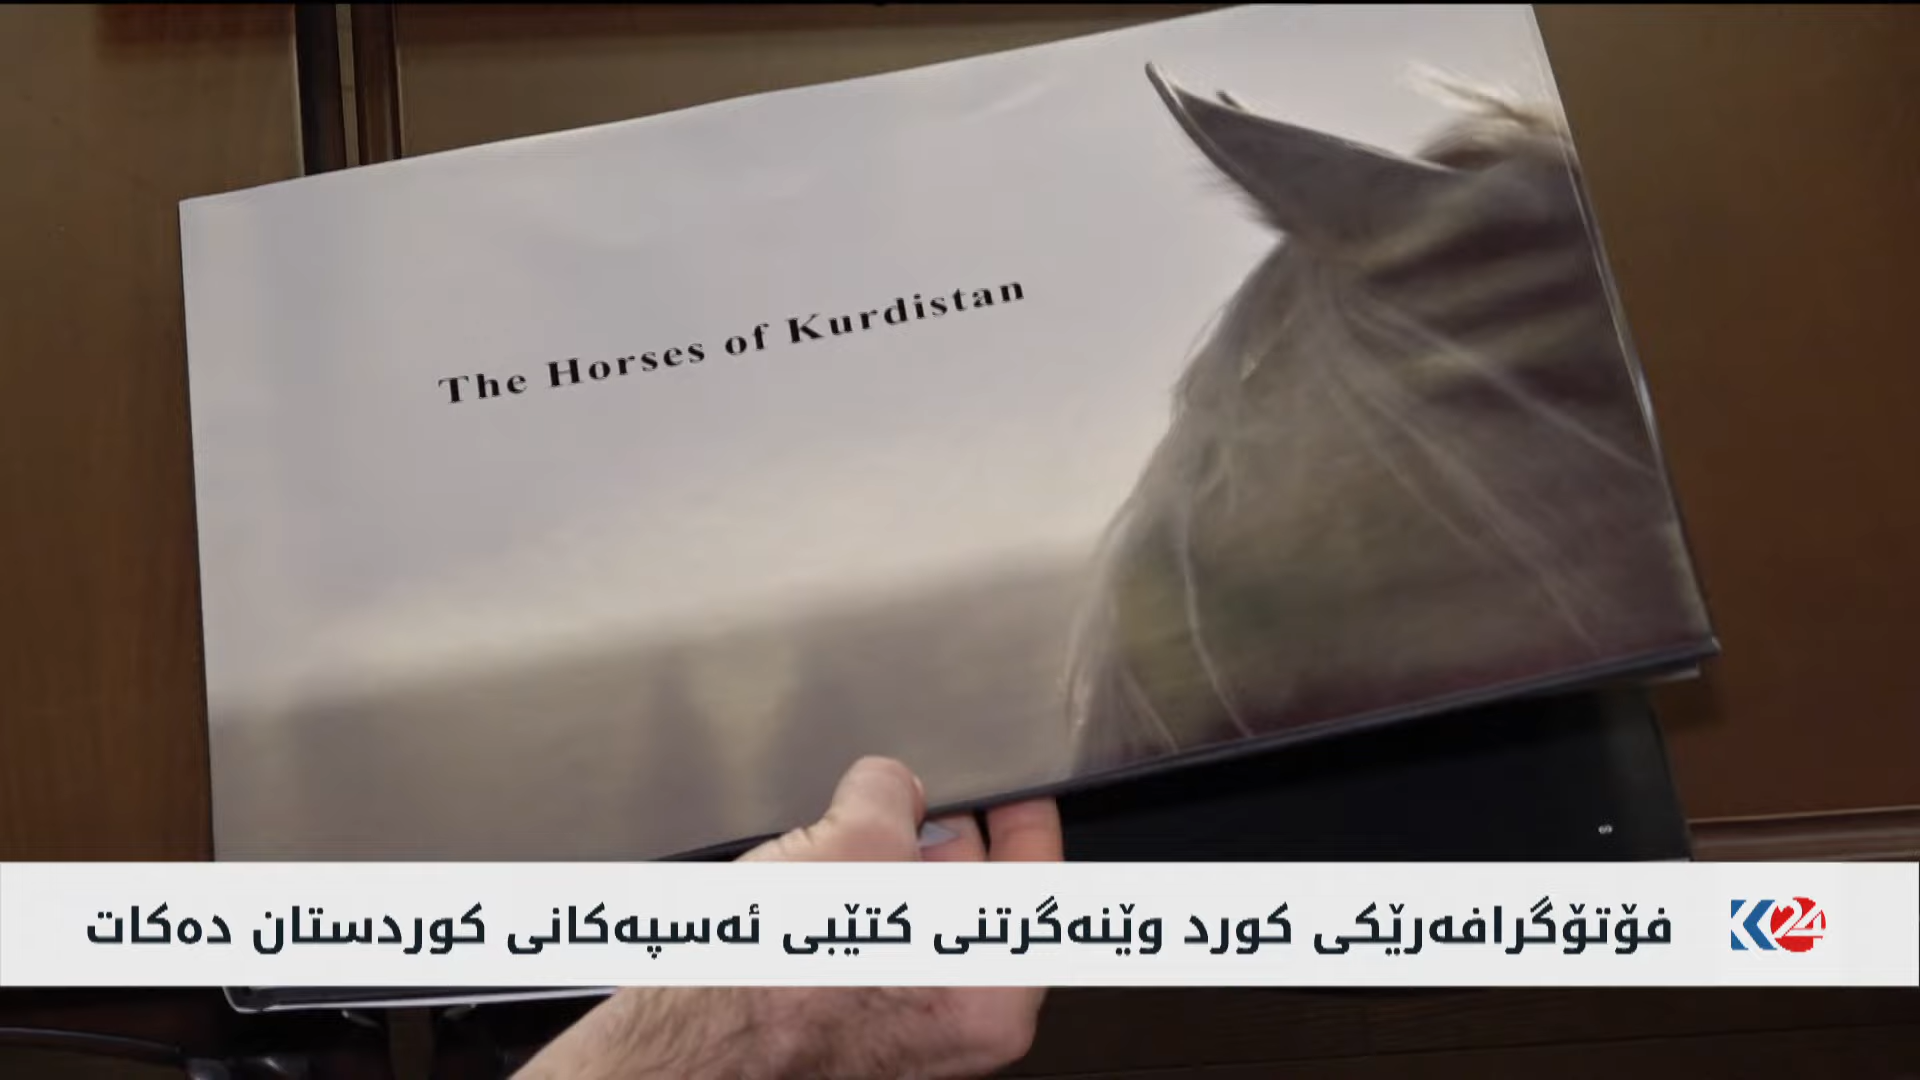 The Horses of Kurdistan
فۆتۆگرافەرێکی کورد وێنەگرتنی کتێبی ئەسپەکانی کوردستان دەکات
K24